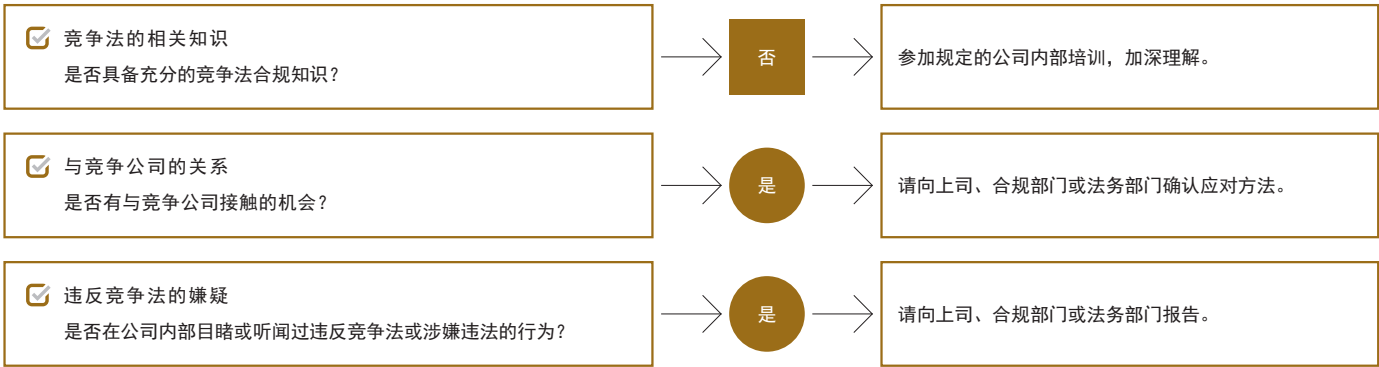 竞争法的相关知识
是否具备充分的竞争法合规知识？
否
参加规定的公司内部培训，加深理解。
与竞争公司的关系
是否有与竞争公司接触的机会？
是
请向上司、合规部门或法务部门确认应对方法。
违反竞争法的嫌疑
是否在公司内部目睹或听闻过违反竞争法或涉嫌违法的行为？
是
请向上司、合规部门或法务部门报告。